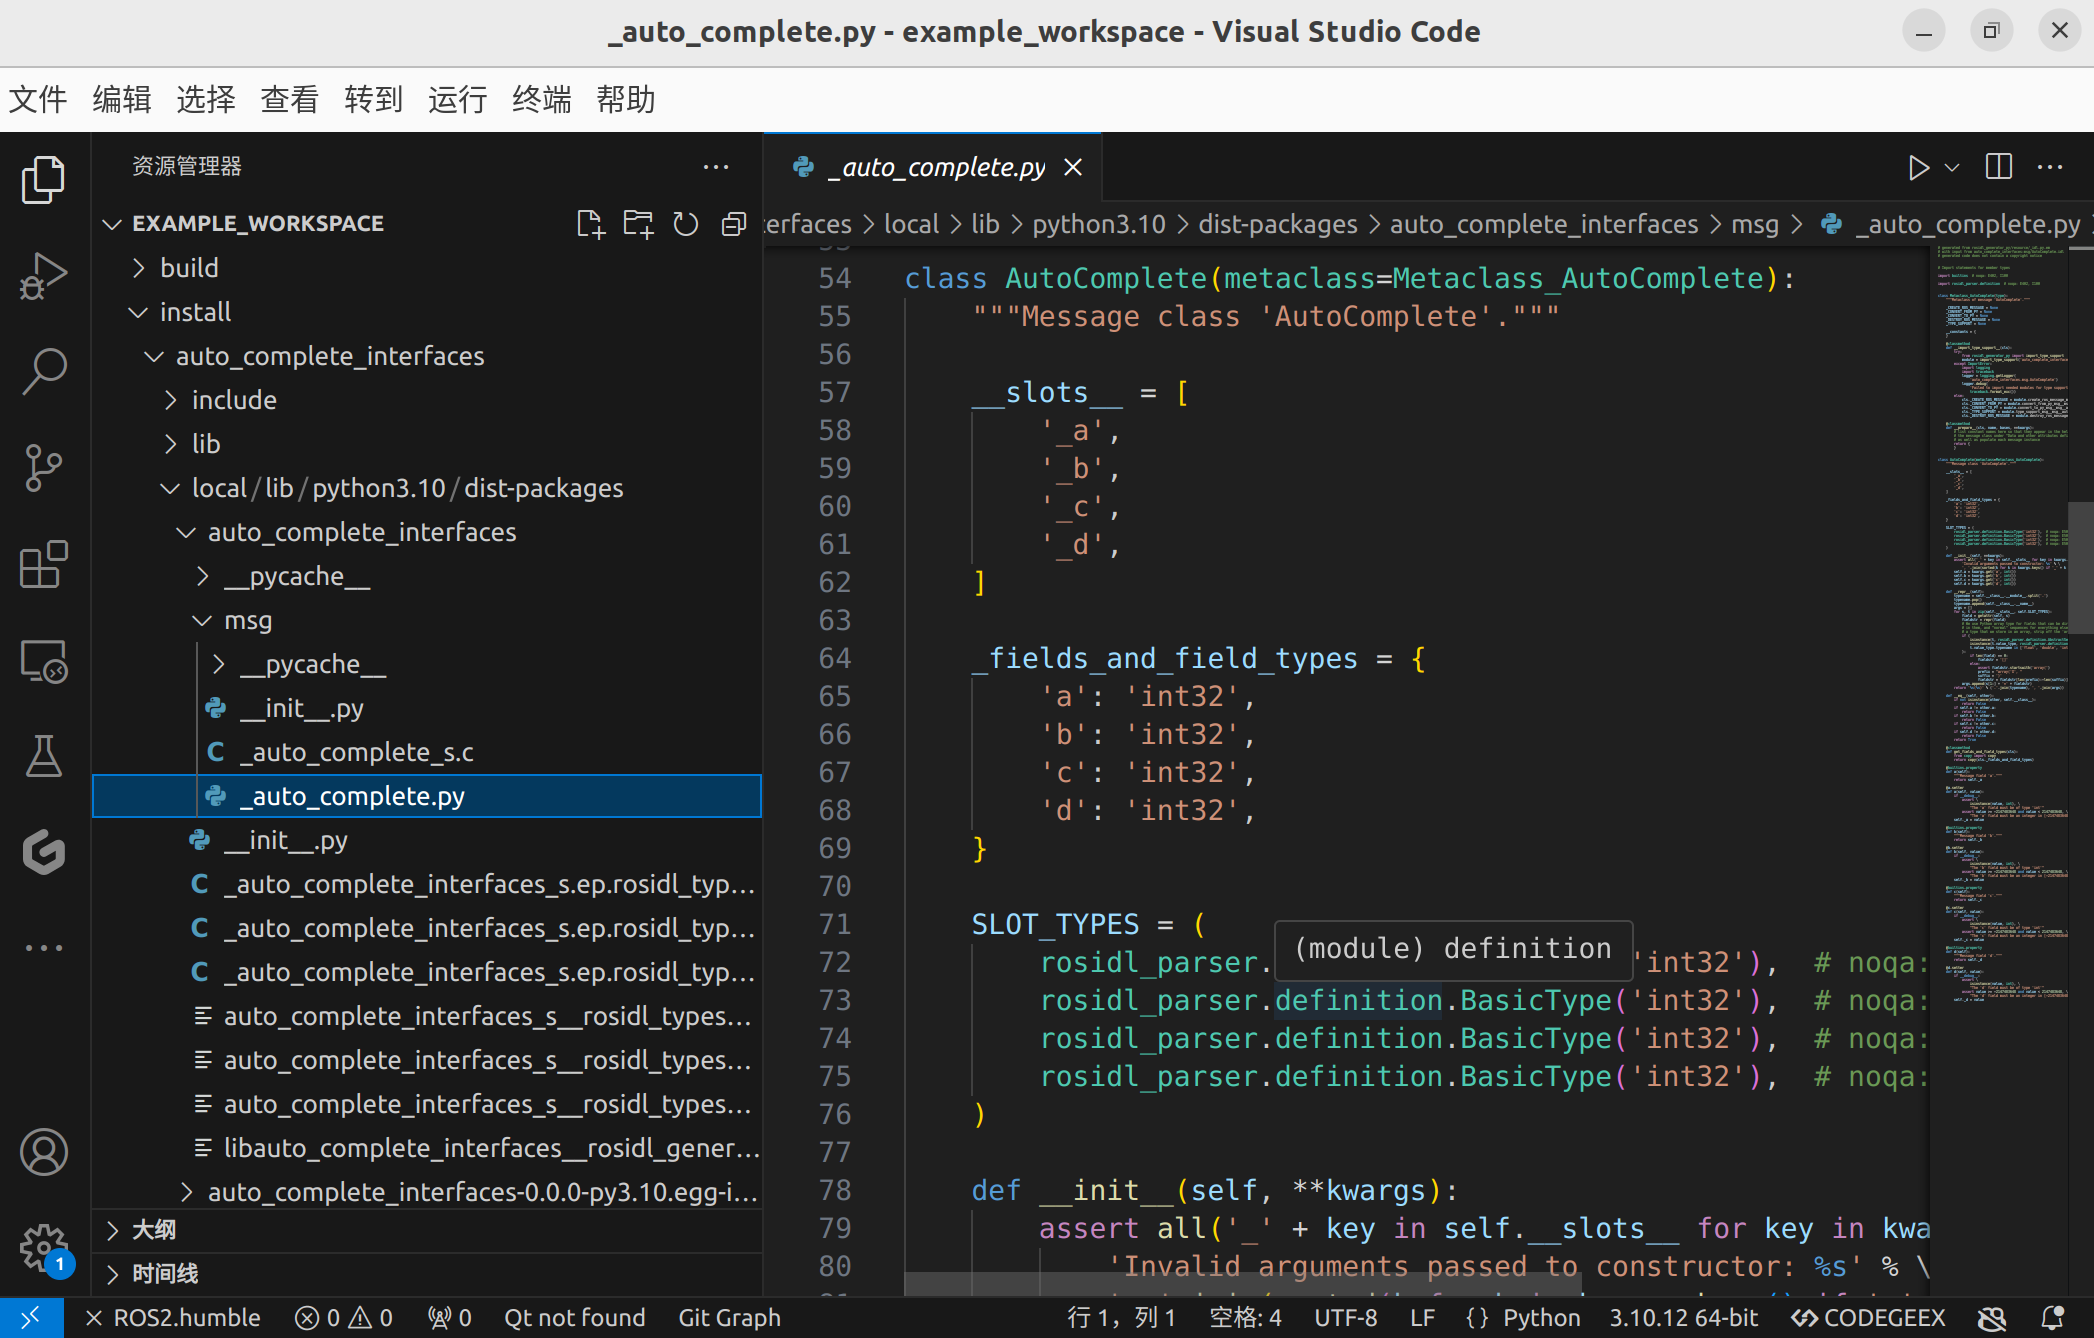 _auto_complete.py - example_workspace - Visual Studio Code
文件 编辑 选择 查看 转到 运行 终端 帮助
资源管理器
EXAMPLE_WORKSPACE
build
install
auto_complete_interfaces
include
lib
local/lib/python3.10/dist-packages
auto_complete_interfaces
__pycache__
msg
__pycache__
__init__.py
C _auto_complete_s.c
_auto_complete.py
__init__.py
C _auto_complete_interfaces_s.ep.rosidl_typ...
C _auto_complete_interfaces_s.ep.rosidl_typ...
C _auto_complete_interfaces_s.ep.rosidl_typ...
auto_complete_interfaces_s__rosidl_types...
auto_complete_interfaces_s__rosidl_types...
auto_complete_interfaces_s__rosidl_types...
libauto_complete_interfaces__rosidl_gener...
auto_complete_interfaces-0.0.0-py3.10.egg-i...
大纲
时间线
1
_auto_complete.py
erfaces > local > lib > python3.10 > dist-packages > auto_complete_interfaces > msg > _auto_complete.py
54 class AutoComplete(metaclass=Metaclass_AutoComplete):
55 """Message class 'AutoComplete'."""
56
57 __slots__ = [
58 '_a',
59 '_b',
60 '_c',
61 '_d',
62 ]
63
64 _fields_and_field_types = {
65 'a': 'int32',
66 'b': 'int32',
67 'c': 'int32',
68 'd': 'int32',
69 }
70
71 SLOT_TYPES = (
(module) definition
72 rosidl_parser. 'int32'), # noqa:
73 rosidl_parser.definition.BasicType('int32'), # noqa:
74 rosidl_parser.definition.BasicType('int32'), # noqa:
75 rosidl_parser.definition.BasicType('int32'), # noqa:
76 )
77
78 def __init__(self, **kwargs):
79 assert all('_' + key in self.__slots__ for key in kwa
80 'Invalid arguments passed to constructor: %s' % \
ROS2.humble 0 0 0 Qt not found Git Graph 行 1，列 1 空格: 4 UTF-8 LF {} Python 3.10.12 64-bit CODEGEEX